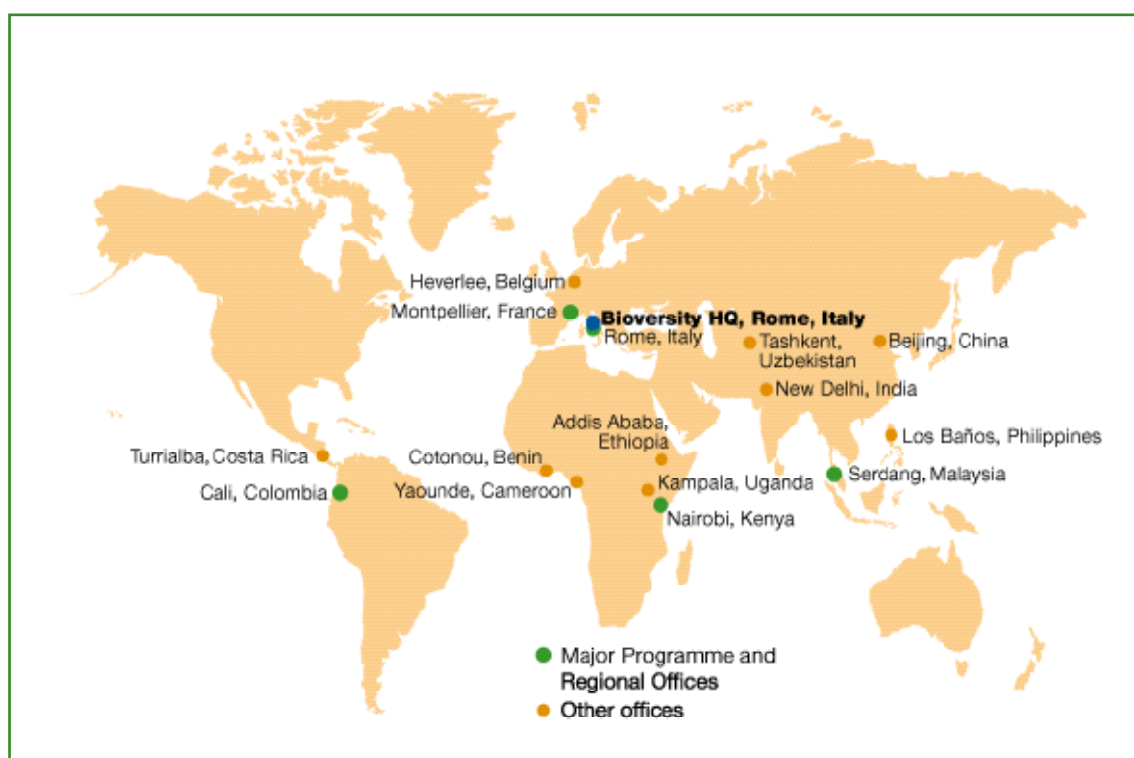 Heverlee, Belgium
Montpellier, France
Bioversity HQ, Rome, Italy
Rome, Italy
Tashkent,
Uzbekistan
Beijing, China
New Delhi, India
Addis Ababa,
Ethiopia
Los Baños, Philippines
Turrialba, Costa Rica
Cotonou, Benin
Serdang, Malaysia
Cali, Colombia
Yaounde, Cameroon
Kampala, Uganda
Nairobi, Kenya
Major Programme and
Regional Offices
Other offices